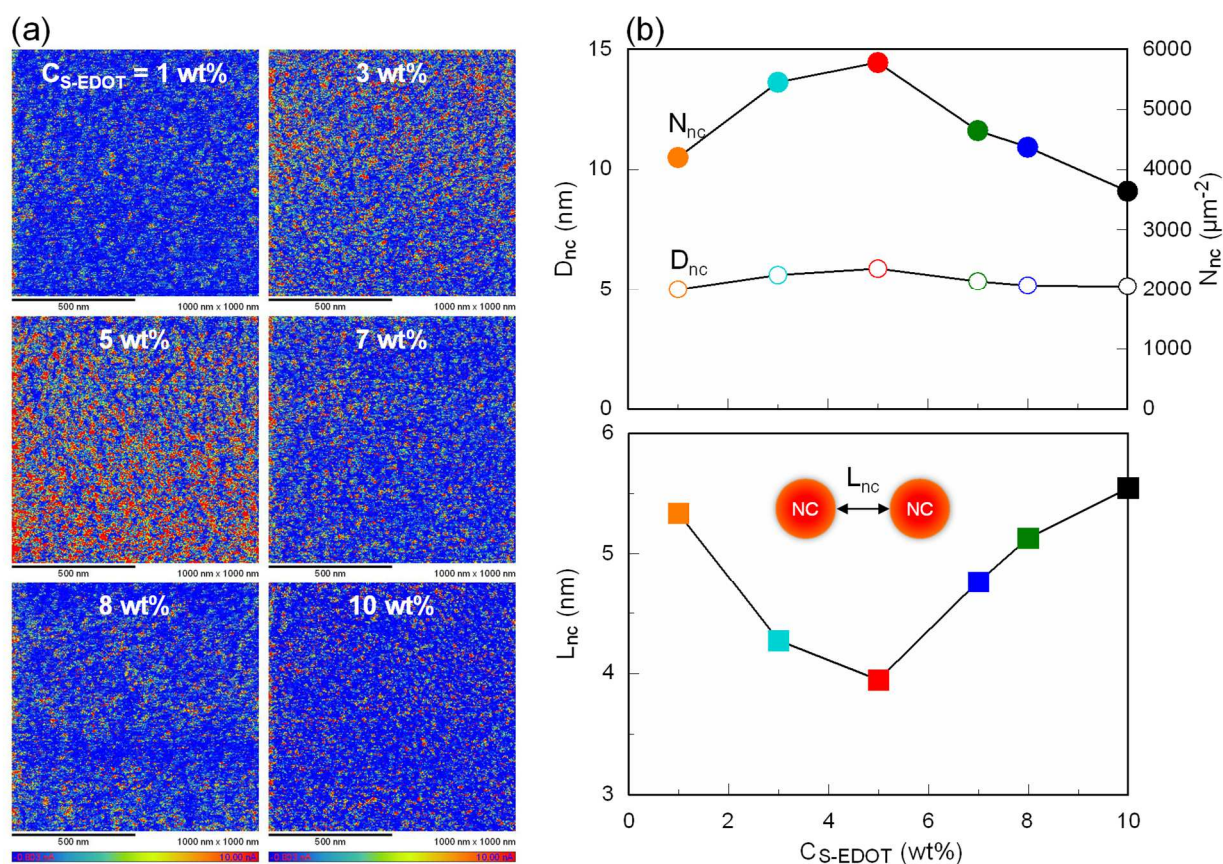 (a)
C_S-EDOT = 1 wt%
3 wt%
500 nm 1000 nm x 1000 nm
500 nm 1000 nm x 1000 nm
5 wt%
7 wt%
500 nm 1000 nm x 1000 nm
500 nm 1000 nm x 1000 nm
8 wt%
10 wt%
500 nm 1000 nm x 1000 nm
500 nm 1000 nm x 1000 nm
10.00 nA
10.00 nA
(b)
15
10
5
0
D_nc (nm)
N_nc
D_nc
6000
5000
4000
3000
2000
1000
0
N_nc (µm⁻²)
6
5
4
3
L_nc (nm)
L_nc
NC
NC
0 2 4 6 8 10
C_S-EDOT (wt%)